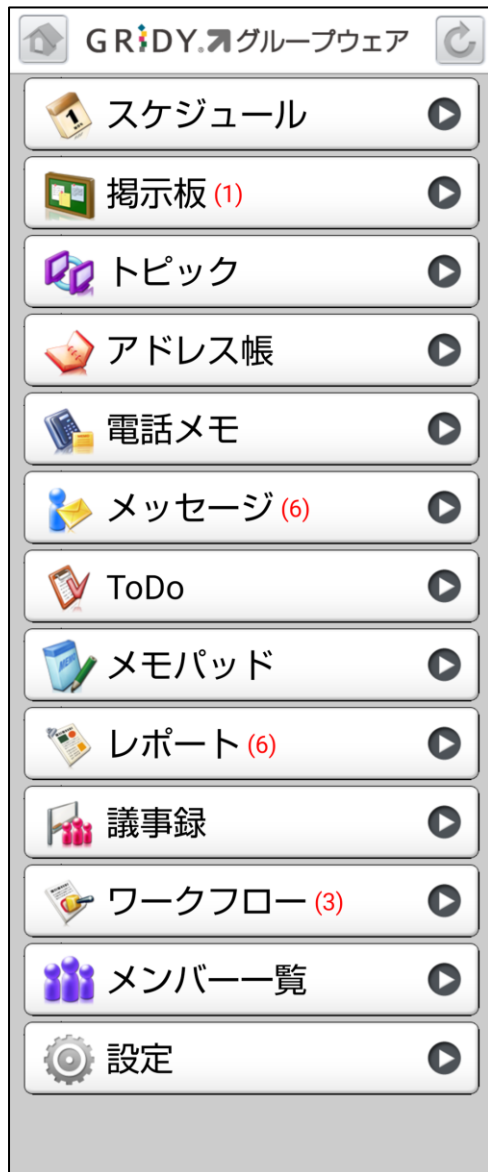 GRiDY.グループウェア
スケジュール
掲示板 (1)
トピック
アドレス帳
電話メモ
メッセージ (6)
ToDo
メモパッド
レポート (6)
議事録
ワークフロー (3)
メンバー一覧
設定